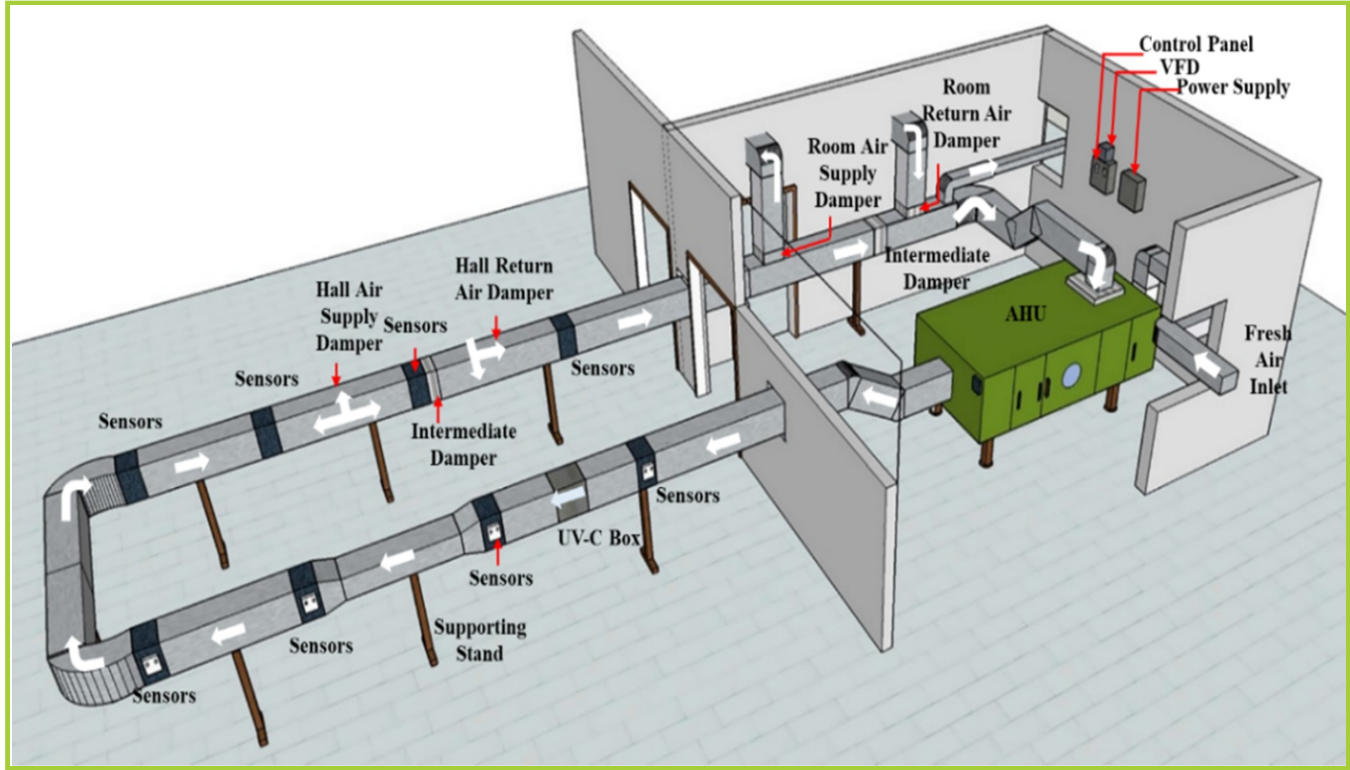 Control Panel
VFD
Power Supply
Room
Return Air
Damper
Room Air
Supply
Damper
Intermediate
Damper
AHU
Fresh
Air
Inlet
Hall Return
Air Damper
Hall Air
Supply
Damper
Sensors
Sensors
Sensors
Sensors
Intermediate
Damper
Sensors
UV-C Box
Sensors
Supporting
Stand
Sensors
Sensors